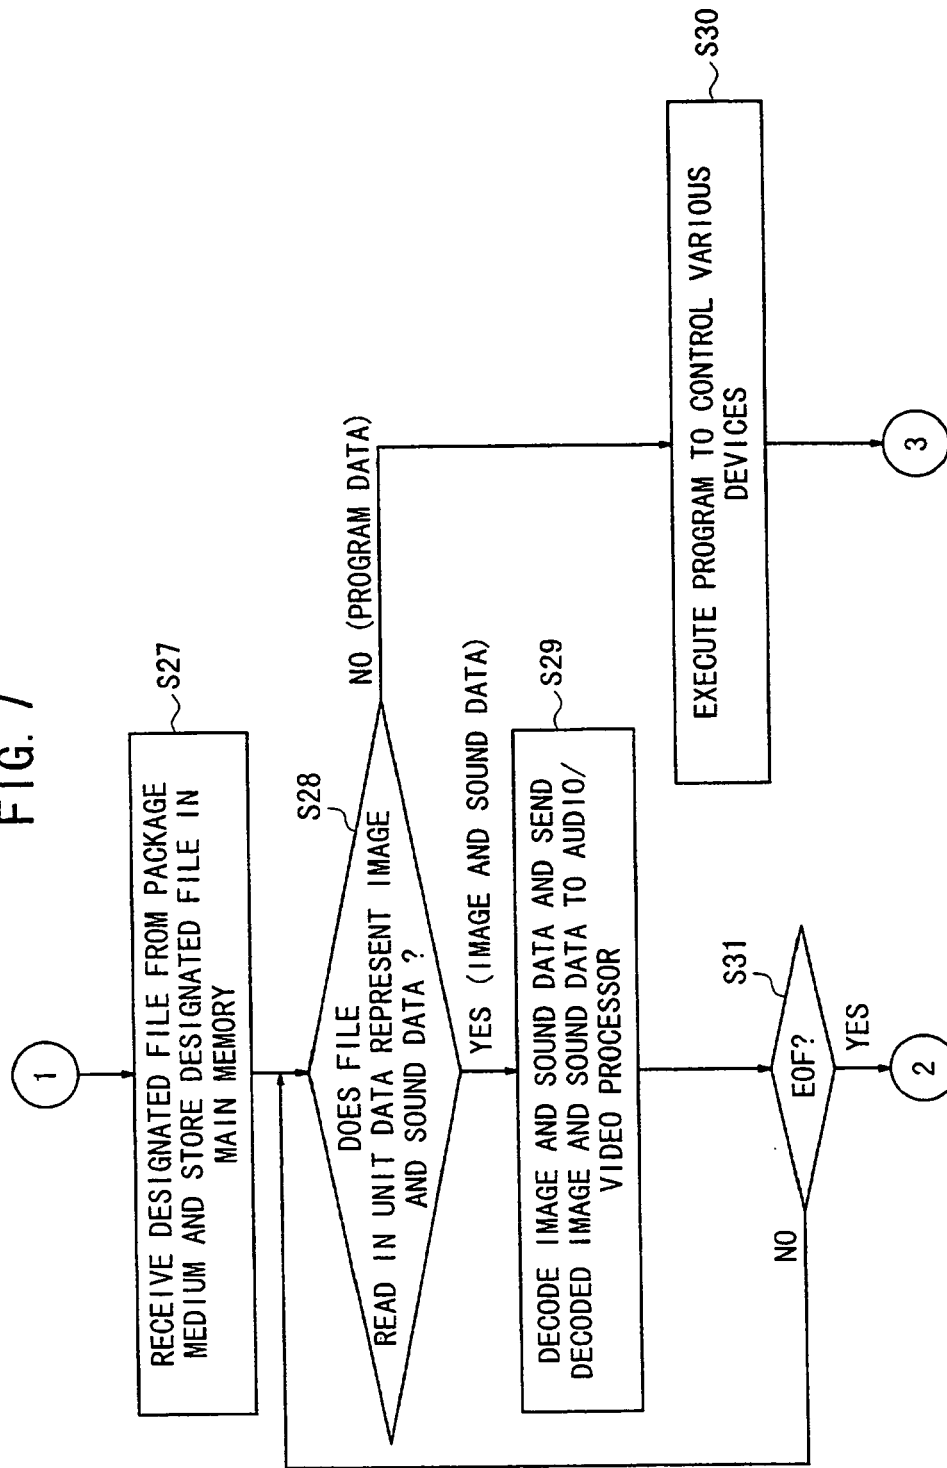 FIG. 7
1
RECEIVE DESIGNATED FILE FROM PACKAGE
MEDIUM AND STORE DESIGNATED FILE IN
MAIN MEMORY
S27
DOES FILE
READ IN UNIT DATA REPRESENT IMAGE
AND SOUND DATA ?
S28
NO (PROGRAM DATA)
YES (IMAGE AND SOUND DATA)
DECODE IMAGE AND SOUND DATA AND SEND
DECODED IMAGE AND SOUND DATA TO AUDIO/
VIDEO PROCESSOR
S29
EXECUTE PROGRAM TO CONTROL VARIOUS
DEVICES
S30
EOF?
S31
NO
YES
2
3